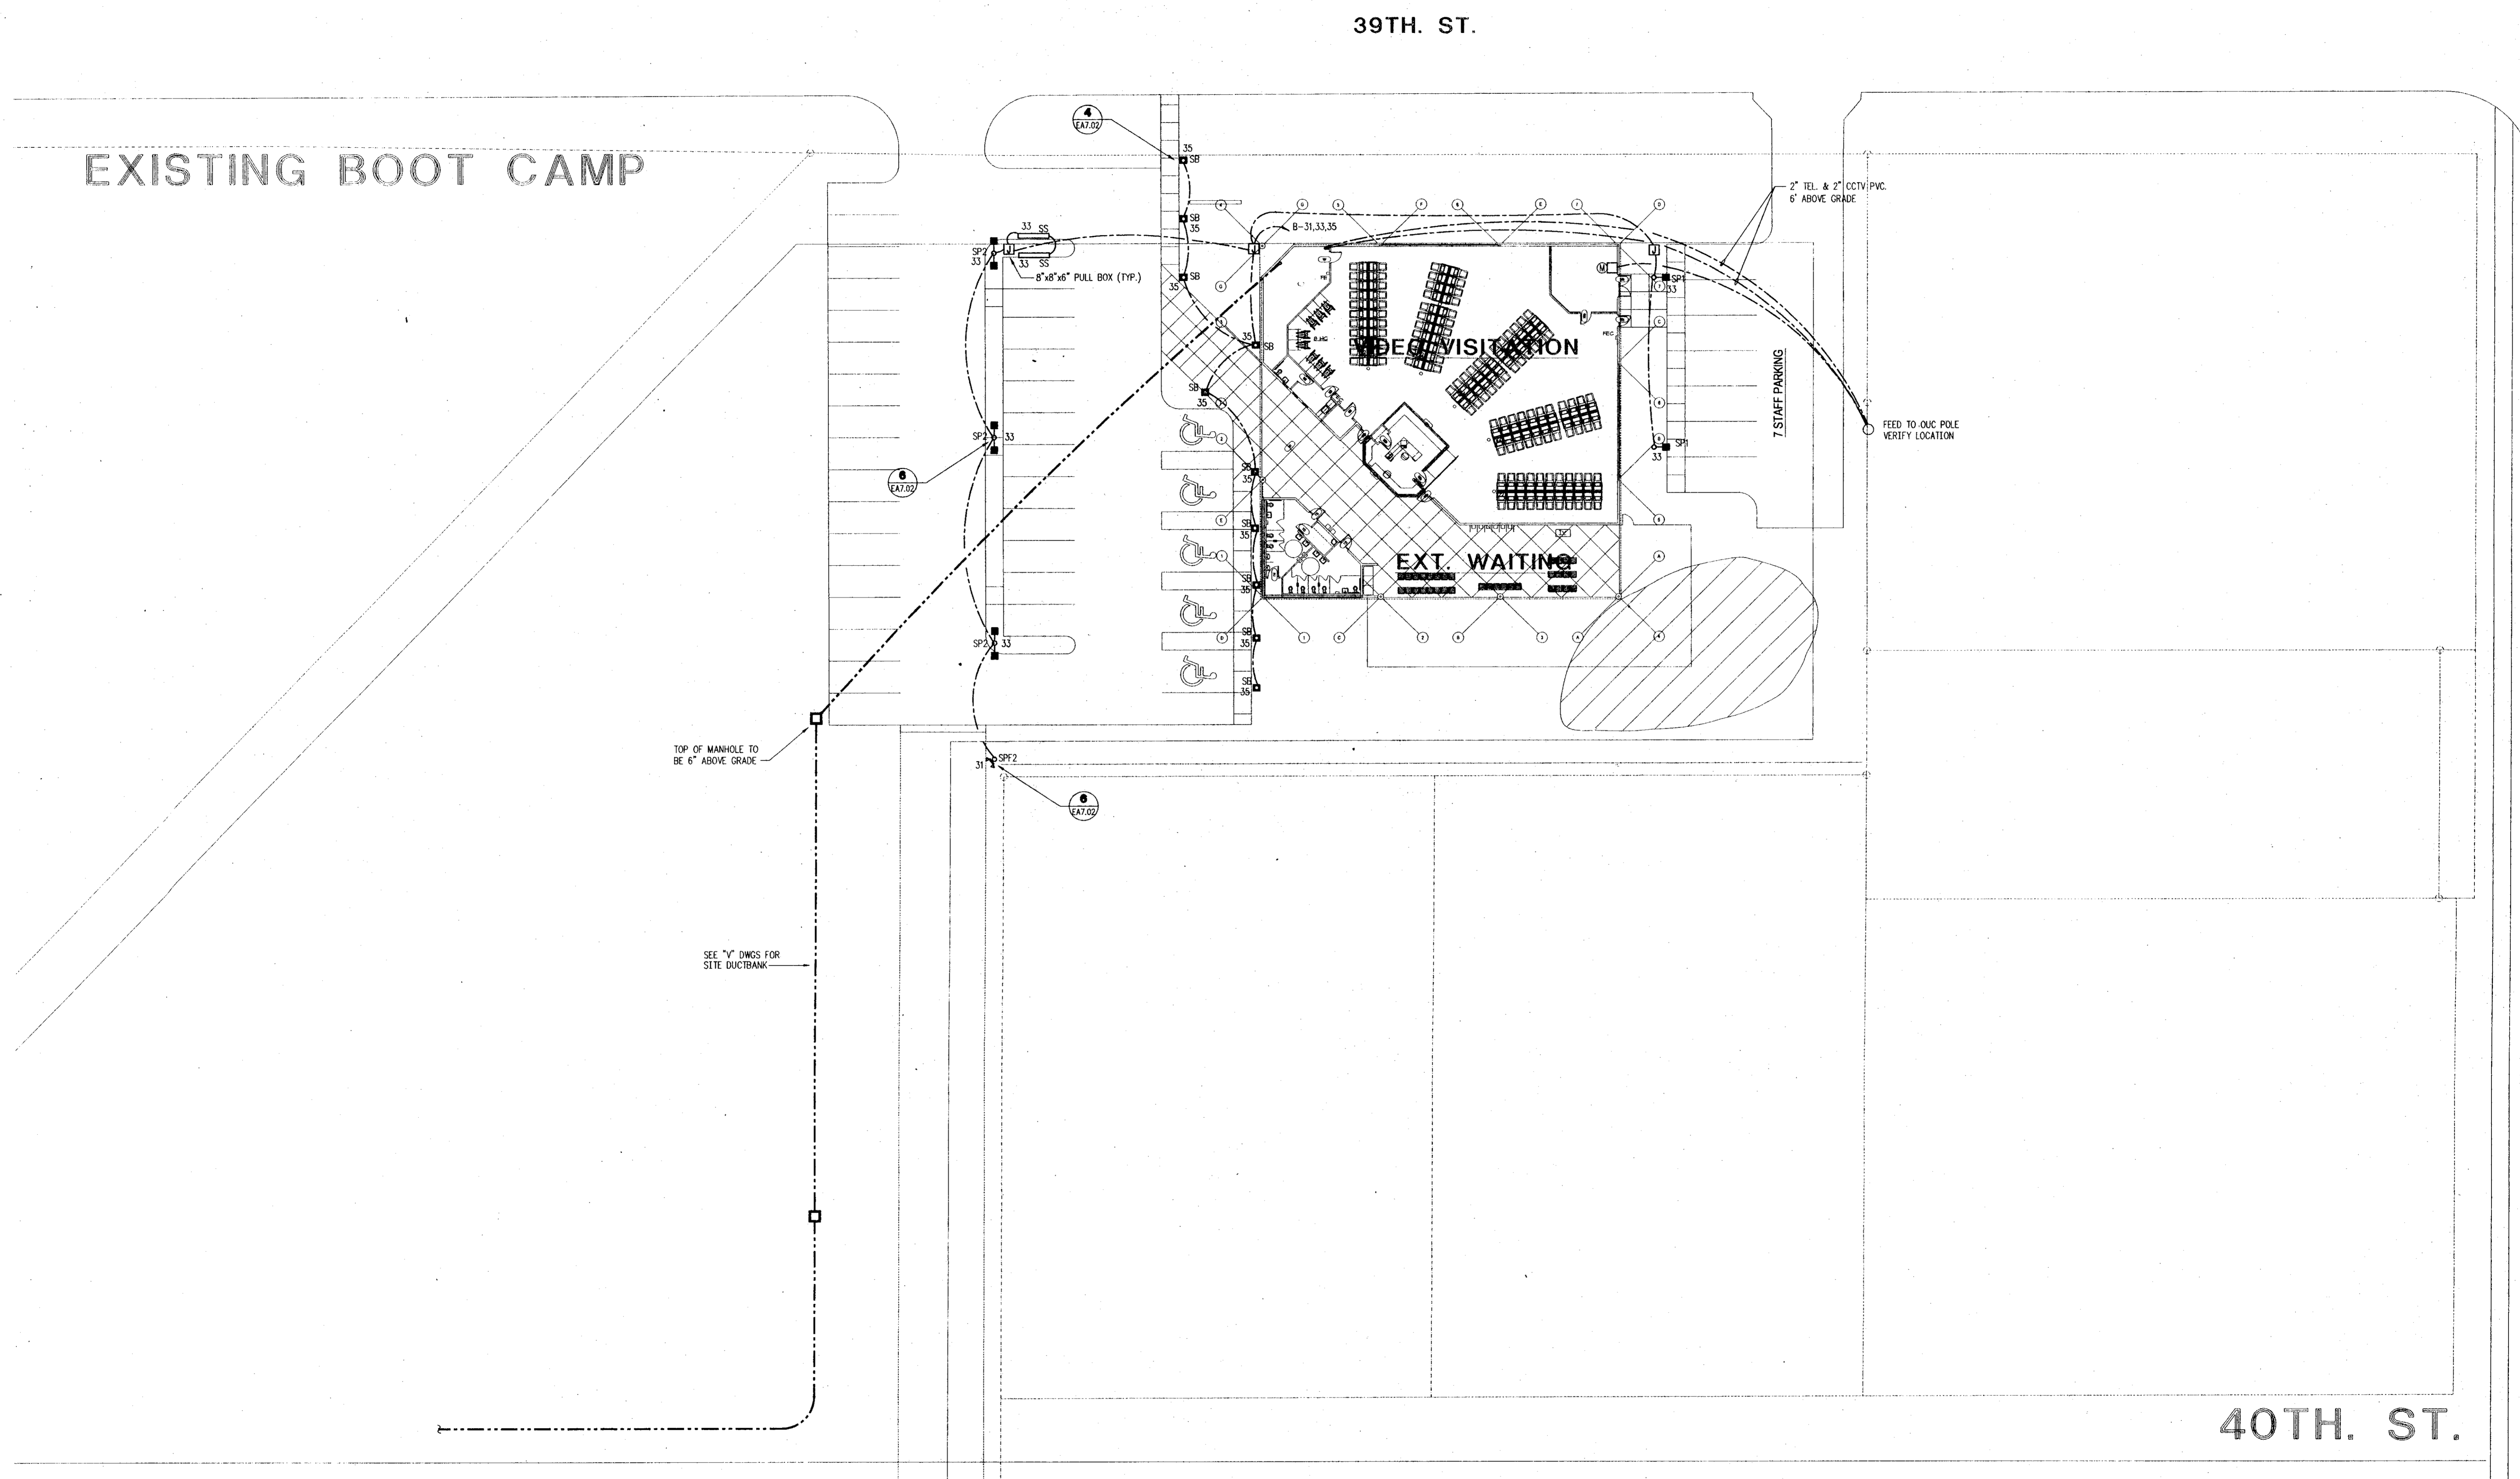 39TH. ST.
EXISTING BOOT CAMP
4
EA7.02
35
SB
SB
35
2" TEL. & 2" CCTV PVC.
6' ABOVE GRADE
B-31,33,35
33 SS
SP2
33
33 SS
8"x8"x6" PULL BOX (TYP.)
J
J
J
SB
35
M
SP1
33
35
SB
VIDEO VISITATION
FEC
7 STAFF PARKING
SB
35
FEED TO OUC POLE
VERIFY LOCATION
SP2
33
SP1
33
6
EA7.02
SB
35
SB
35
EXT. WAITING
SB
35
SP2
33
SB
35
SB
35
TOP OF MANHOLE TO
BE 6" ABOVE GRADE
SPF2
31
6
EA7.02
SEE "V" DWGS FOR
SITE DUCTBANK
40TH. ST.